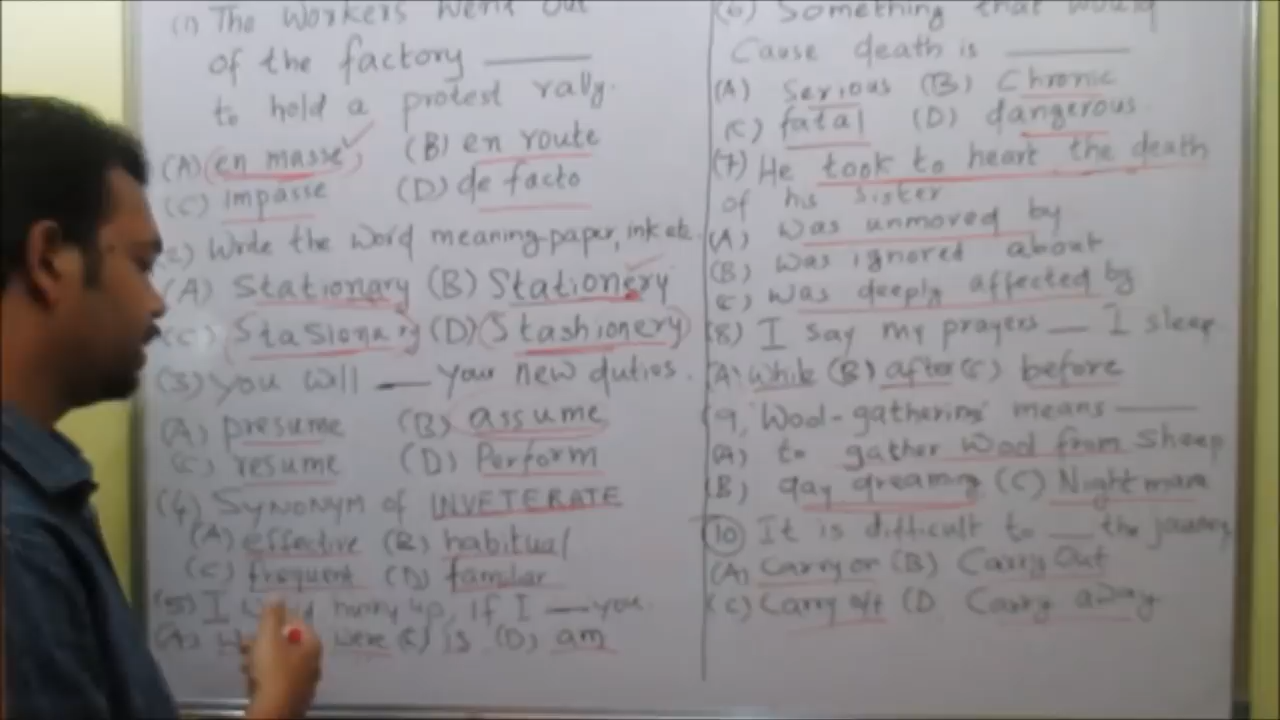 (1) The Workers Went Out
of the factory ______
to hold a protest rally.
(A) en masse (B) en route
(C) impasse (D) de facto
(2) Write the Word meaning-paper, ink etc.
(A) Stationary (B) Stationery
(C) Stasionary (D) Stashionery
(3) You will ___ your new duties.
(A) presume (B) assume
(C) resume (D) Perform
(4) Synonym of INVETERATE
(A) effective (B) habitual
(C) frequent (D) familar
(5) I hurry up, if I ___ you.
(A) were (C) is (D) am
(6) Something that would
Cause death is ______
(A) Serious (B) Chronic
(C) fatal (D) dangerous.
(7) He took to heart the death
of his sister
(A) was unmoved by
(B) was ignored about
(C) was deeply affected by
(8) I say my prayers ___ I sleep.
(A) While (B) after (C) before
(9) 'Wool-gathering' means ______
(A) to gather Wool from Sheep
(B) day dreaming (C) Nightmare
(10) It is difficult to ___ the journey
(A) Carry on (B) Carry Out
(C) Carry off (D Carry away